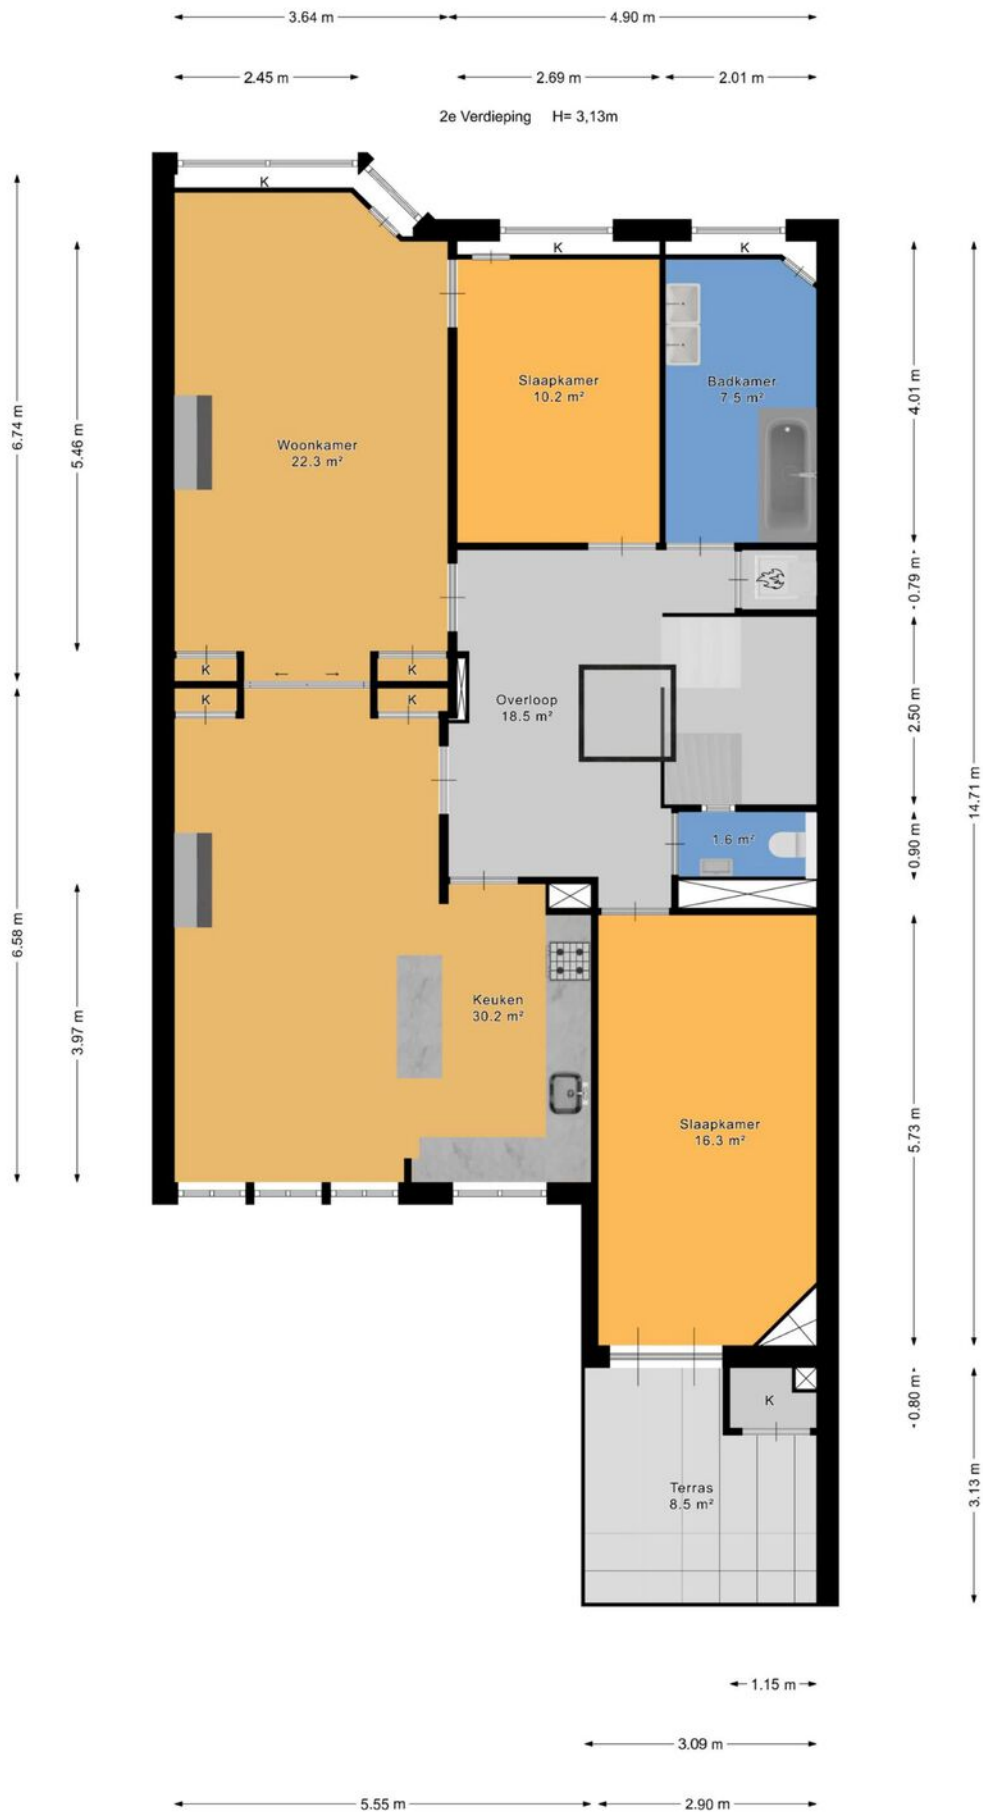 3.64 m
4.90 m
2.45 m
2.69 m
2.01 m
2e Verdieping H= 3,13m
K
K
K
6.74 m
5.46 m
4.01 m
Slaapkamer
10.2 m²
Badkamer
7.5 m²
Woonkamer
22.3 m²
0.79 m
K
K
K
K
Overloop
18.5 m²
2.50 m
14.71 m
1.6 m²
0.90 m
6.58 m
3.97 m
Keuken
30.2 m²
Slaapkamer
16.3 m²
5.73 m
K
0.80 m
Terras
8.5 m²
3.13 m
1.15 m
3.09 m
5.55 m
2.90 m